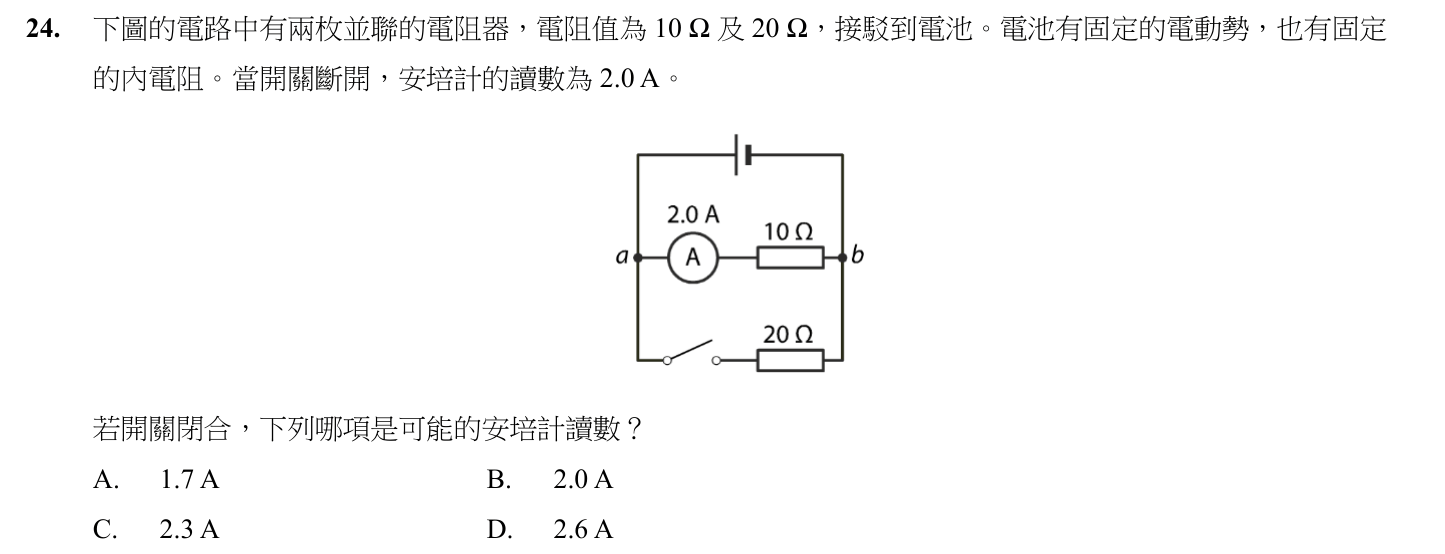 24. 下圖的電路中有兩枚並聯的電阻器，電阻值為 10 Ω 及 20 Ω，接駁到電池。電池有固定的電動勢，也有固定
的內電阻。當開關斷開，安培計的讀數為 2.0 A。
2.0 A
10 Ω
a A b
20 Ω
若開關閉合，下列哪項是可能的安培計讀數？
A. 1.7 A B. 2.0 A
C. 2.3 A D. 2.6 A